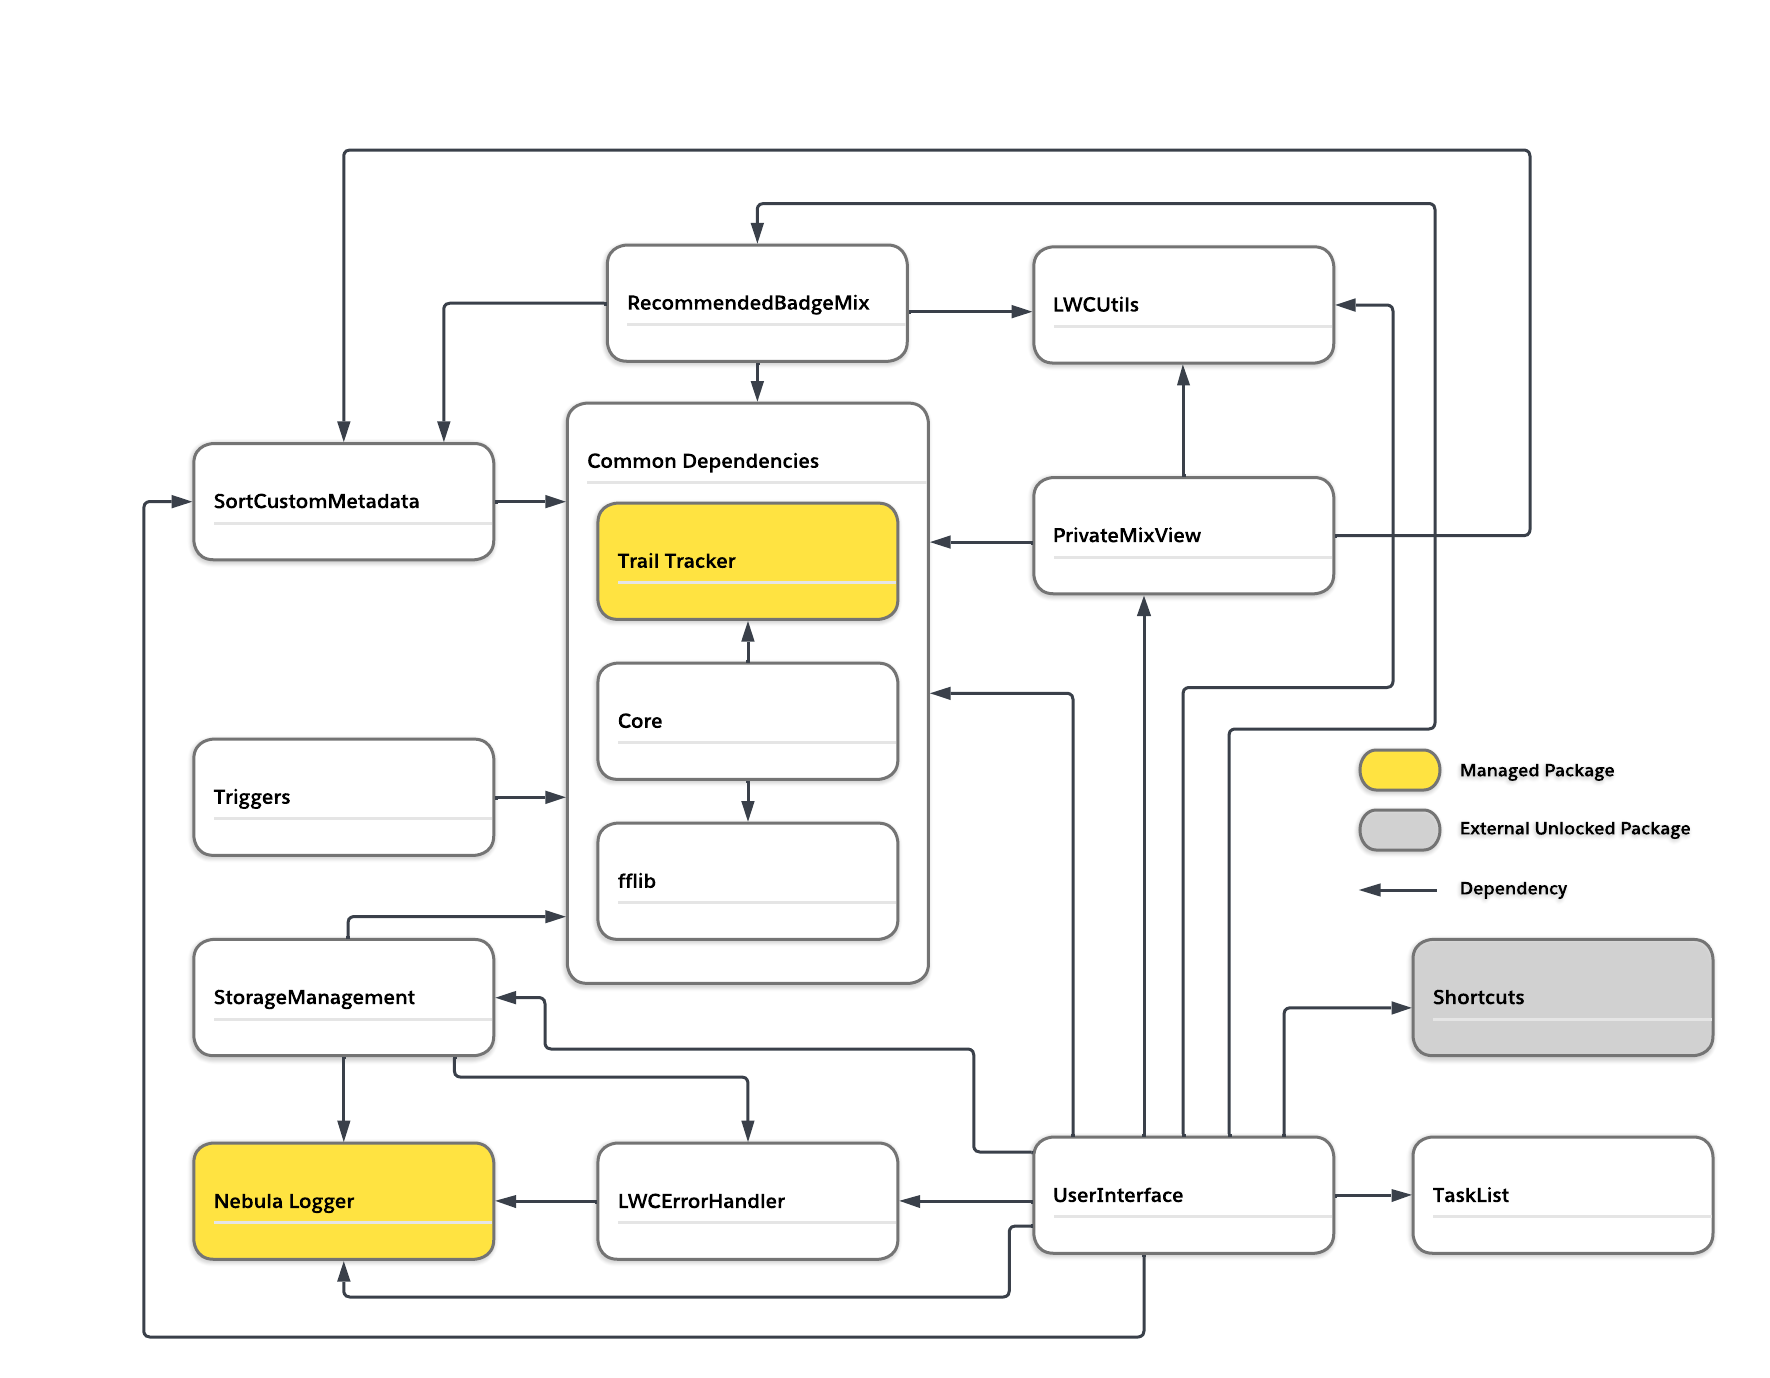 RecommendedBadgeMix
LWCUtils
Common Dependencies
SortCustomMetadata
Trail Tracker
PrivateMixView
Core
Triggers
fflib
Managed Package
External Unlocked Package
Dependency
StorageManagement
Shortcuts
Nebula Logger
LWCErrorHandler
UserInterface
TaskList